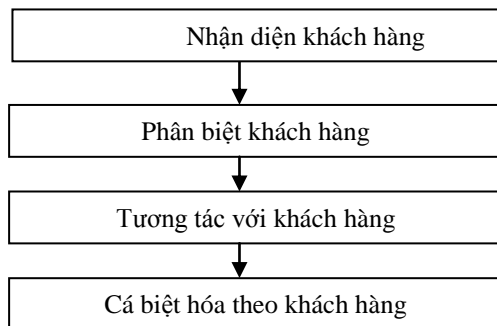 Nhận diện khách hàng
Phân biệt khách hàng
Tương tác với khách hàng
Cá biệt hóa theo khách hàng